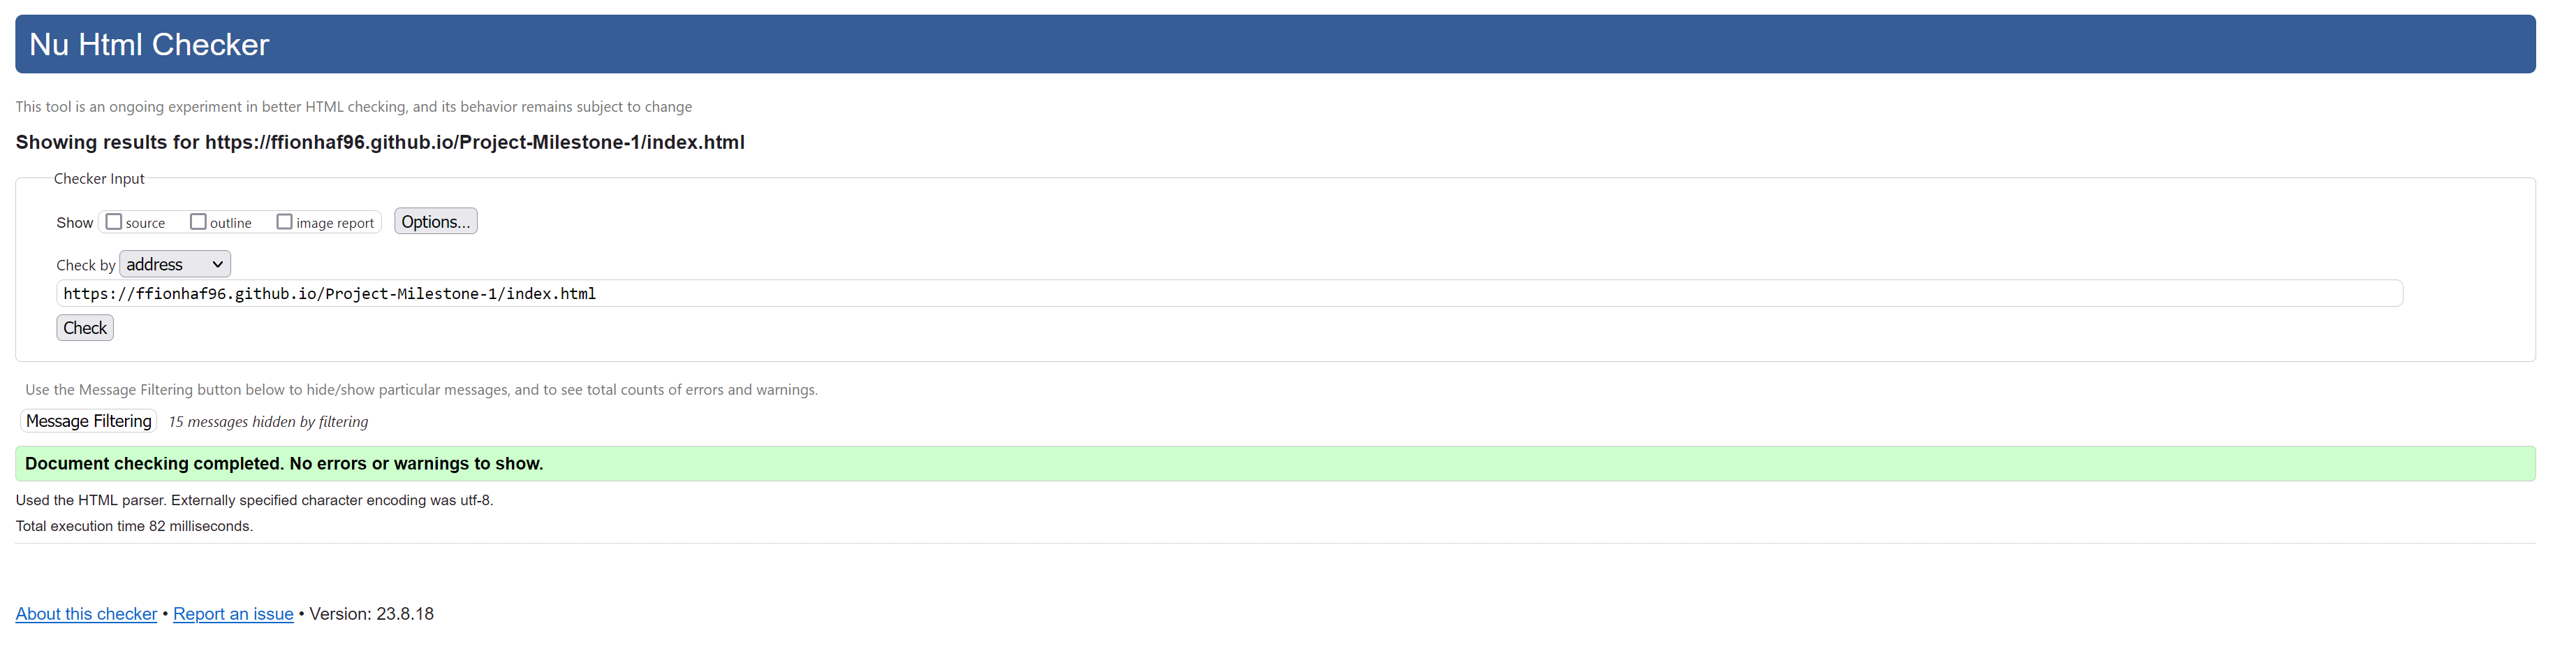 Nu Html Checker
This tool is an ongoing experiment in better HTML checking, and its behavior remains subject to change
Showing results for https://ffionhaf96.github.io/Project-Milestone-1/index.html
Checker Input
Show source outline image report Options...
Check by address
https://ffionhaf96.github.io/Project-Milestone-1/index.html
Check
Use the Message Filtering button below to hide/show particular messages, and to see total counts of errors and warnings.
Message Filtering 15 messages hidden by filtering
Document checking completed. No errors or warnings to show.
Used the HTML parser. Externally specified character encoding was utf-8.
Total execution time 82 milliseconds.
About this checker • Report an issue • Version: 23.8.18